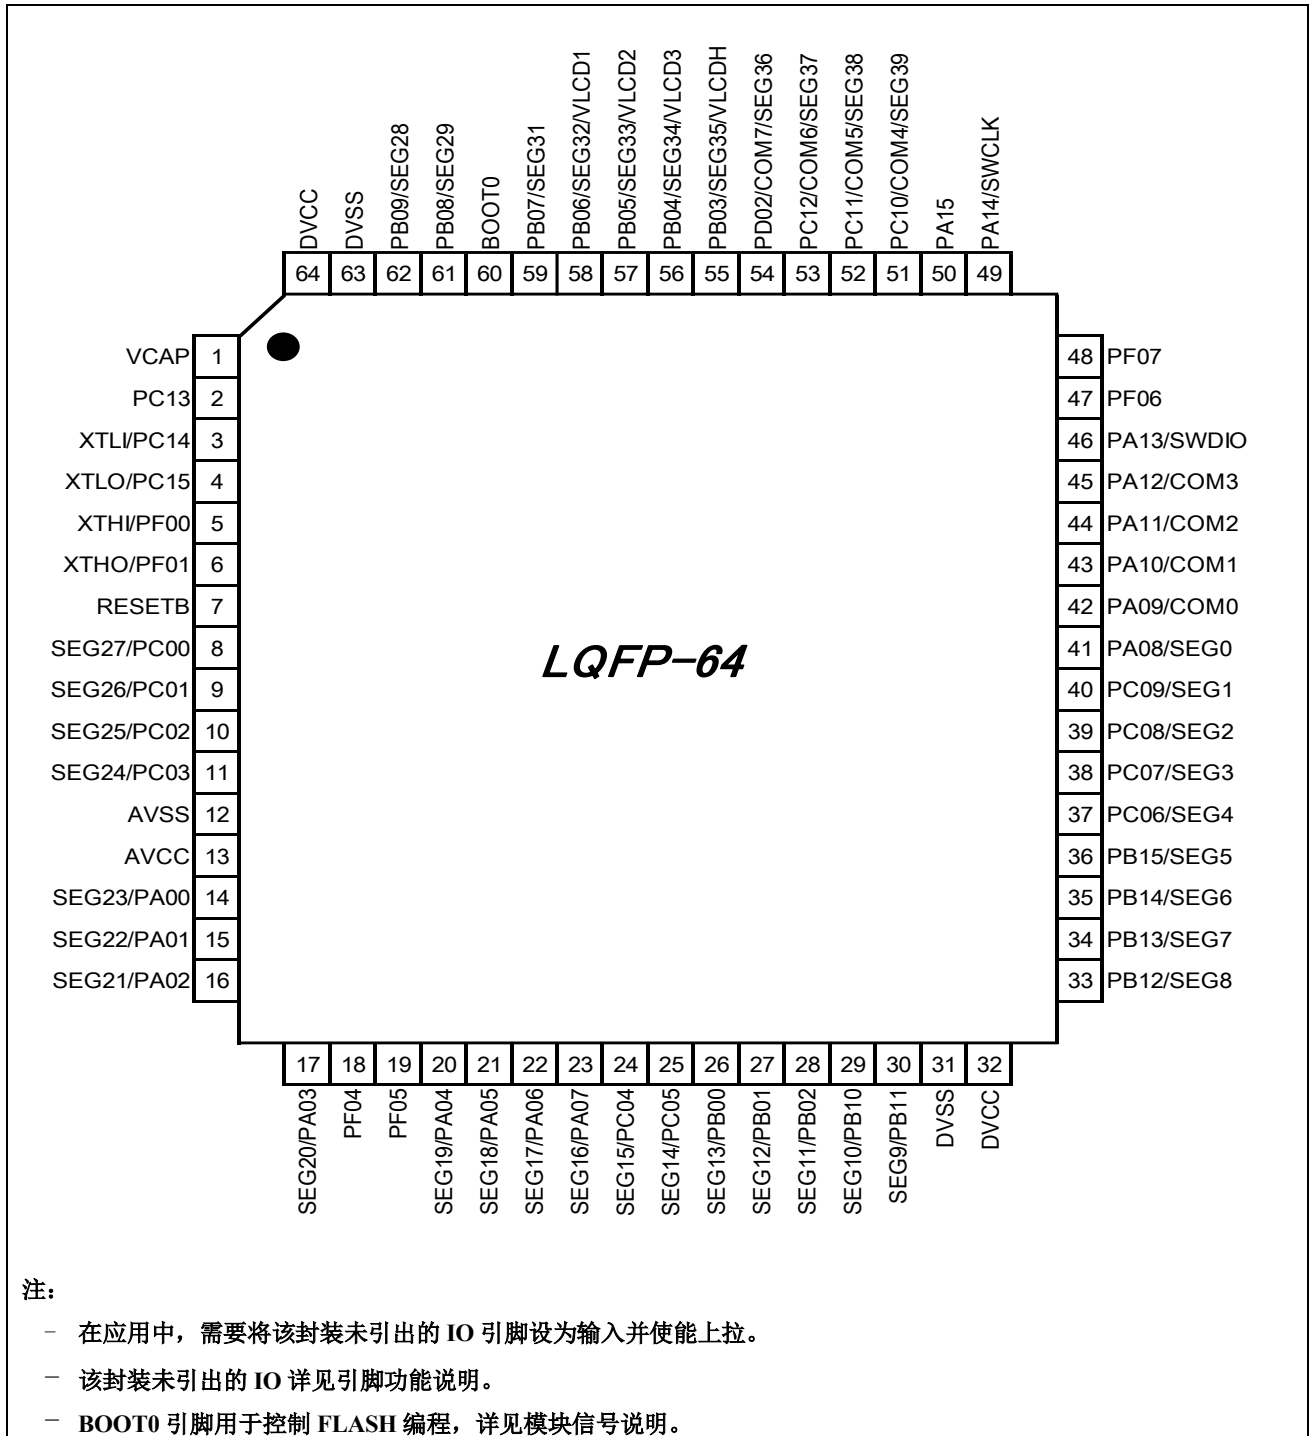 DVCC
DVSS
PB09/SEG28
PB08/SEG29
BOOT0
PB07/SEG31
PB06/SEG32/VLCD1
PB05/SEG33/VLCD2
PB04/SEG34/VLCD3
PB03/SEG35/VLCDH
PD02/COM7/SEG36
PC12/COM6/SEG37
PC11/COM5/SEG38
PC10/COM4/SEG39
PA15
PA14/SWCLK
64 63 62 61 60 59 58 57 56 55 54 53 52 51 50 49
VCAP 1
PC13 2
XTLI/PC14 3
XTLO/PC15 4
XTHI/PF00 5
XTHO/PF01 6
RESETB 7
SEG27/PC00 8
SEG26/PC01 9
SEG25/PC02 10
SEG24/PC03 11
AVSS 12
AVCC 13
SEG23/PA00 14
SEG22/PA01 15
SEG21/PA02 16
LQFP-64
48 PF07
47 PF06
46 PA13/SWDIO
45 PA12/COM3
44 PA11/COM2
43 PA10/COM1
42 PA09/COM0
41 PA08/SEG0
40 PC09/SEG1
39 PC08/SEG2
38 PC07/SEG3
37 PC06/SEG4
36 PB15/SEG5
35 PB14/SEG6
34 PB13/SEG7
33 PB12/SEG8
17 18 19 20 21 22 23 24 25 26 27 28 29 30 31 32
SEG20/PA03
PF04
PF05
SEG19/PA04
SEG18/PA05
SEG17/PA06
SEG16/PA07
SEG15/PC04
SEG14/PC05
SEG13/PB00
SEG12/PB01
SEG11/PB02
SEG10/PB10
SEG9/PB11
DVSS
DVCC
注：
– 在应用中，需要将该封装未引出的 IO 引脚设为输入并使能上拉。
– 该封装未引出的 IO 详见引脚功能说明。
– BOOT0 引脚用于控制 FLASH 编程，详见模块信号说明。